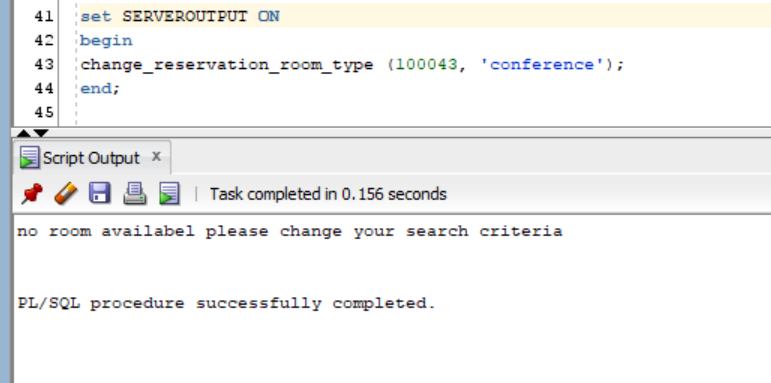 41 set SERVEROUTPUT ON
42 begin
43 change_reservation_room_type (100043, 'conference');
44 end;
45
Script Output x
Task completed in 0.156 seconds
no room availabel please change your search criteria
PL/SQL procedure successfully completed.